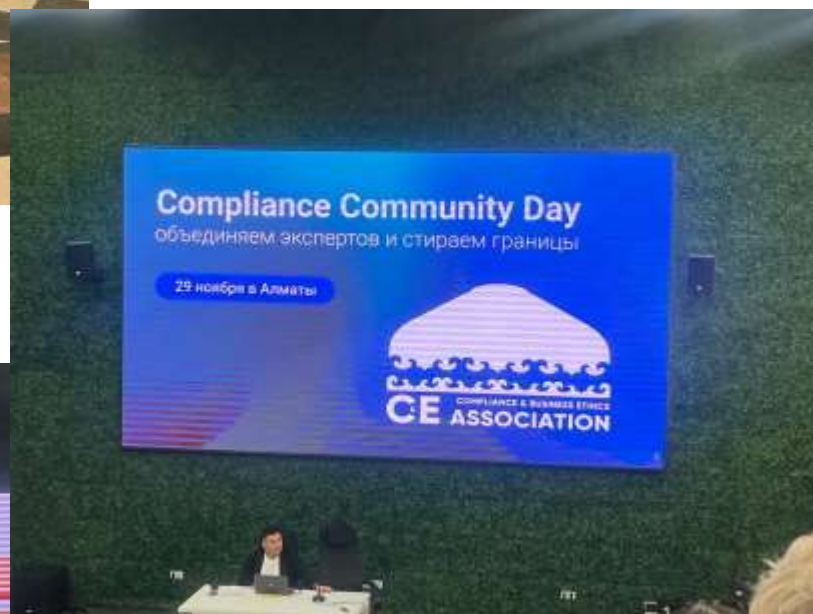 Compliance Community Day
объединяем экспертов и стираем границы
29 ноября в Алматы
CE
COMPLIANCE & BUSINESS ETHICS
ASSOCIATION